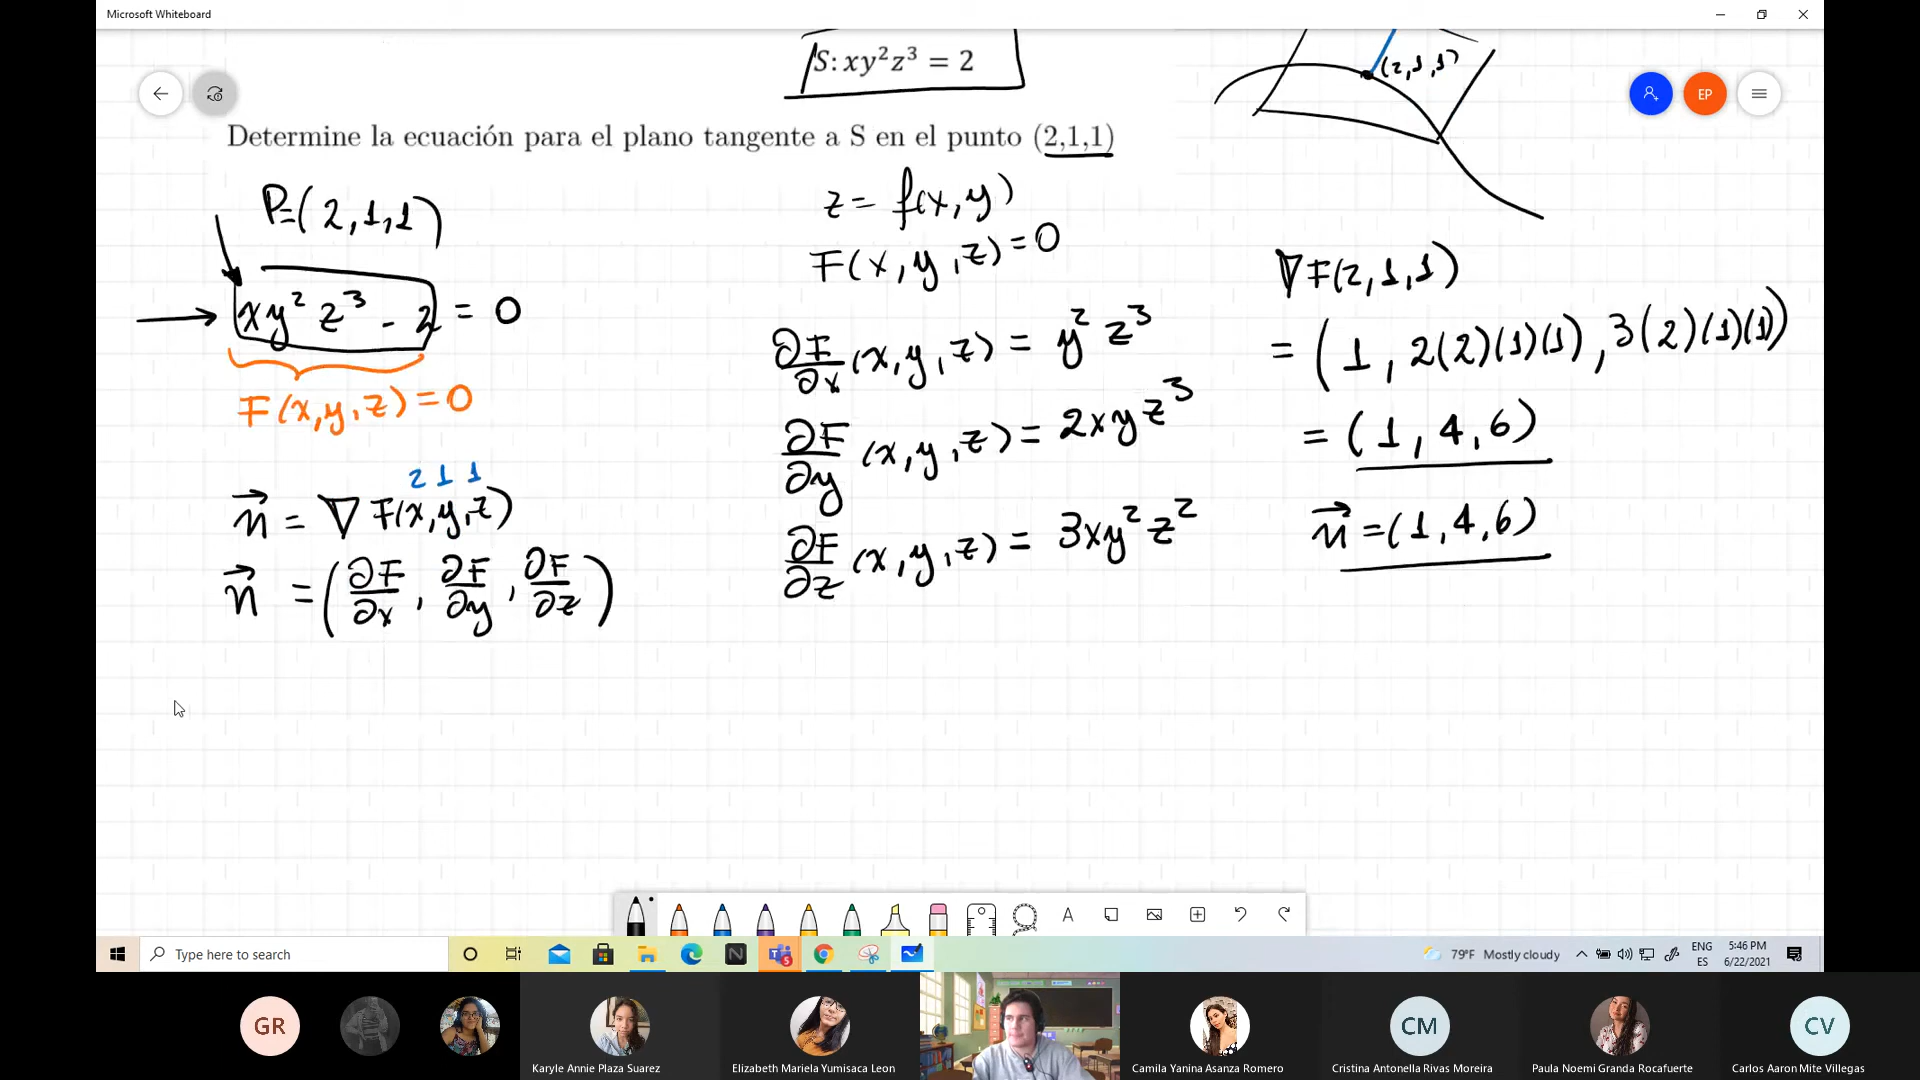 Microsoft Whiteboard
S: xy²z³ = 2
(2,1,1)
EP
Determine la ecuación para el plano tangente a S en el punto (2,1,1)
P=(2,1,1)
xy² z³ - 2 = 0
F(x,y,z)=0
2 1 1
n⃗ = ∇ F(x,y,z)
n⃗ = (∂F/∂x, ∂F/∂y, ∂F/∂z)
z = f(x,y)
F(x,y,z)=0
∂F/∂x (x,y,z) = y² z³
∂F/∂y (x,y,z) = 2xyz³
∂F/∂z (x,y,z) = 3xy²z²
∇F(2,1,1)
= (1, 2(2)(1)(1), 3(2)(1)(1))
= (1,4,6)
n⃗ =(1,4,6)
A
Type here to search
79°F Mostly cloudy
ENG
ES
5:46 PM
6/22/2021
GR
Karyle Annie Plaza Suarez
Elizabeth Mariela Yumisaca Leon
Camila Yanina Asanza Romero
CM
Cristina Antonella Rivas Moreira
Paula Noemi Granda Rocafuerte
CV
Carlos Aaron Mite Villegas